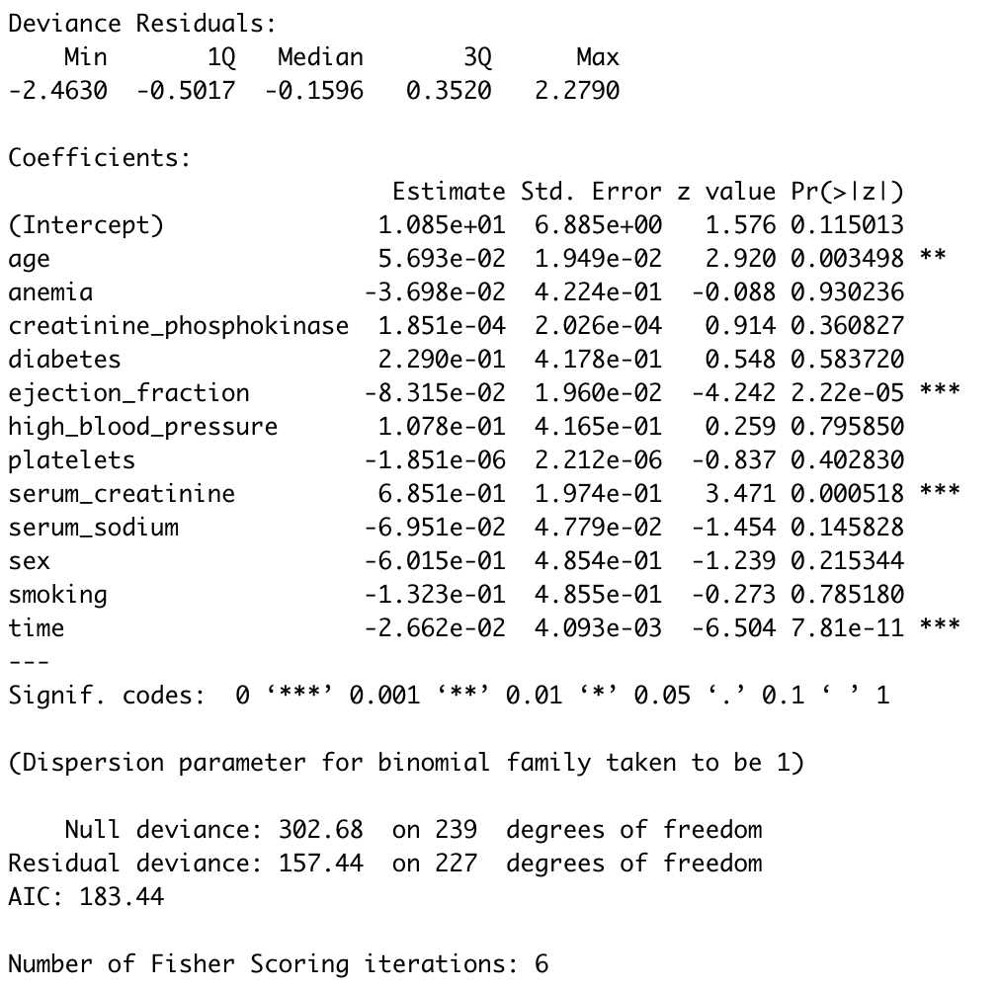 Deviance Residuals:
    Min       1Q   Median       3Q      Max
-2.4630  -0.5017  -0.1596   0.3520   2.2790

Coefficients:
                           Estimate Std. Error z value Pr(>|z|)
(Intercept)               1.085e+01  6.885e+00   1.576 0.115013
age                       5.693e-02  1.949e-02   2.920 0.003498 **
anemia                   -3.698e-02  4.224e-01  -0.088 0.930236
creatinine_phosphokinase  1.851e-04  2.026e-04   0.914 0.360827
diabetes                  2.290e-01  4.178e-01   0.548 0.583720
ejection_fraction        -8.315e-02  1.960e-02  -4.242 2.22e-05 ***
high_blood_pressure       1.078e-01  4.165e-01   0.259 0.795850
platelets                -1.851e-06  2.212e-06  -0.837 0.402830
serum_creatinine          6.851e-01  1.974e-01   3.471 0.000518 ***
serum_sodium             -6.951e-02  4.779e-02  -1.454 0.145828
sex                      -6.015e-01  4.854e-01  -1.239 0.215344
smoking                  -1.323e-01  4.855e-01  -0.273 0.785180
time                     -2.662e-02  4.093e-03  -6.504 7.81e-11 ***
---
Signif. codes:  0 ‘***’ 0.001 ‘**’ 0.01 ‘*’ 0.05 ‘.’ 0.1 ‘ ’ 1

(Dispersion parameter for binomial family taken to be 1)

    Null deviance: 302.68  on 239  degrees of freedom
Residual deviance: 157.44  on 227  degrees of freedom
AIC: 183.44

Number of Fisher Scoring iterations: 6